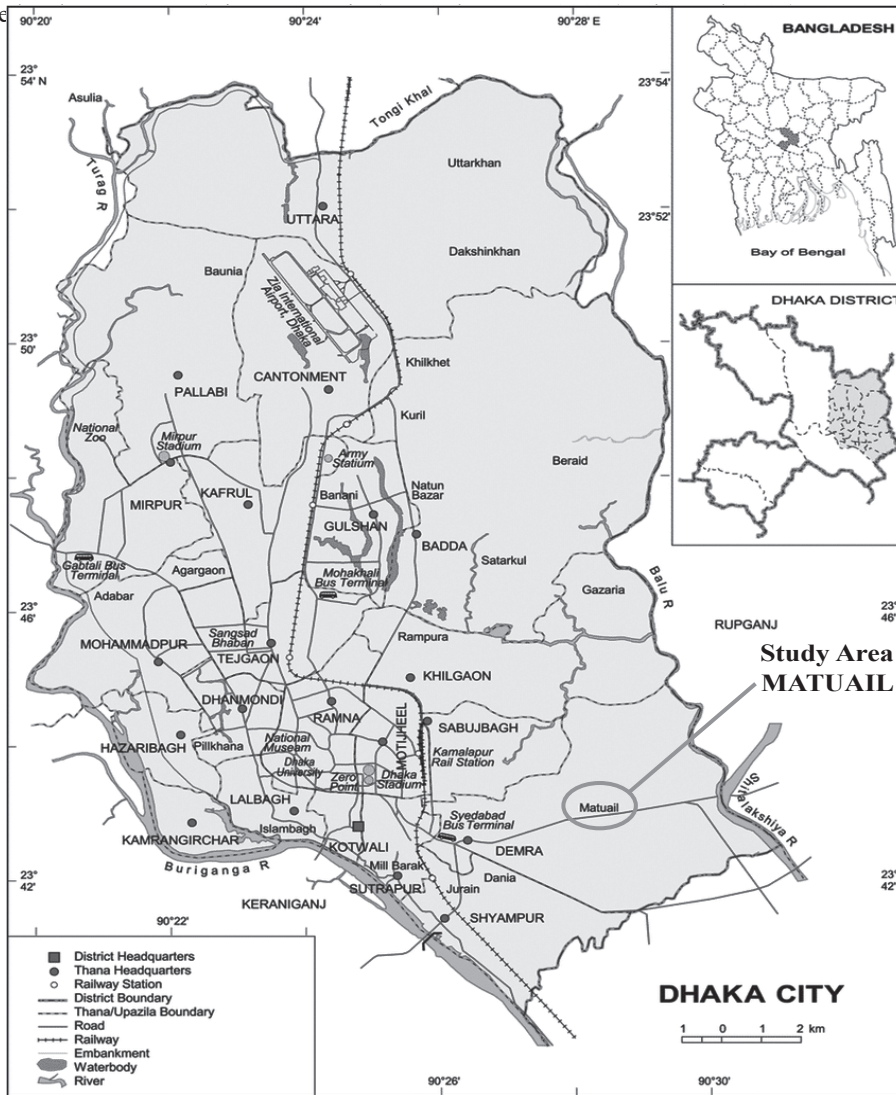 e
90°20'
90°24'
90°28' E
23°
54' N
BANGLADESH
Asulia
Tongi Khal
23°54'
Turag R
Uttarkhan
UTTARA
23°52'
Dakshinkhan
Bay of Bengal
Baunia
Zia International
Airport, Dhaka
DHAKA DISTRICT
23°
50'
Khilkhet
CANTONMENT
PALLABI
Kuril
National
Zoo
Mirpur
Stadium
Army
Statium
Beraid
Natun
Bazar
KAFRUL
Banani
MIRPUR
GULSHAN
BADDA
Gabtali Bus
Terminal
Agargaon
Mohakhali
Bus Terminal
Satarkul
Balu R
Adabar
Gazaria
23°
46'
23°
46'
RUPGANJ
Sangsad
Bhaban
Rampura
MOHAMMADPUR
TEJGAON
Study Area
MATUAIL
KHILGAON
DHANMONDI
RAMNA
MOTIJHEEL
SABUJBAGH
HAZARIBAGH
Pillkhana
National
Museam
Kamalapur
Rail Station
Dhaka
University
Zero
Point
Dhaka
Stadium
Shitalakshiya R
LALBAGH
Matuail
Islambagh
Syedabad
Bus Terminal
KAMRANGIRCHAR
KOTWALI
DEMRA
Buriganga R
Mill Barak
Dania
23°
42'
23°
42'
SUTRAPUR
Jurain
KERANIGANJ
SHYAMPUR
90°22'
District Headquarters
Thana Headquarters
Railway Station
District Boundary
Thana/Upazila Boundary
Road
Railway
Embankment
Waterbody
River
DHAKA CITY
1 0 1 2 km
90°26'
90°30'